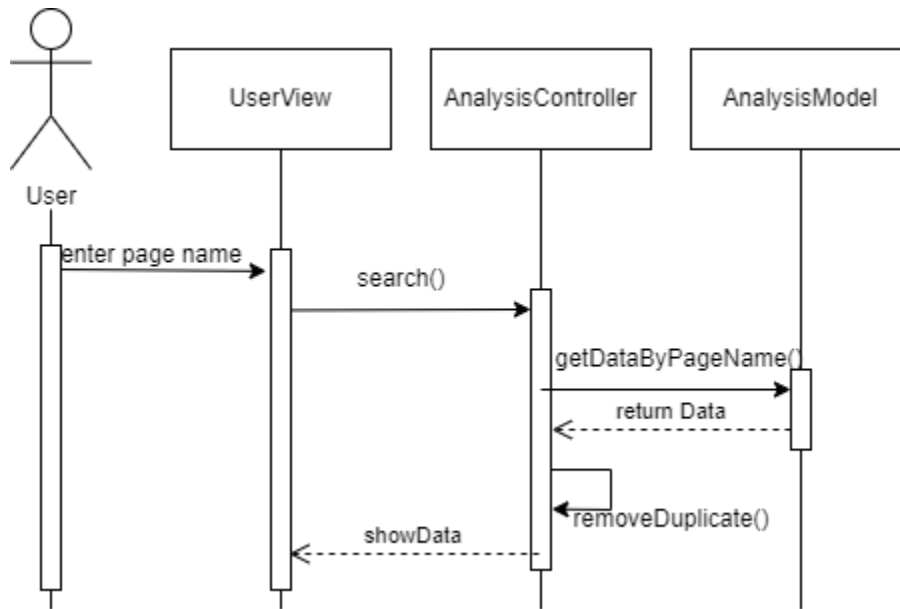 UserView
AnalysisController
AnalysisModel
User
enter page name
search()
getDataByPageName()
return Data
removeDuplicate()
showData